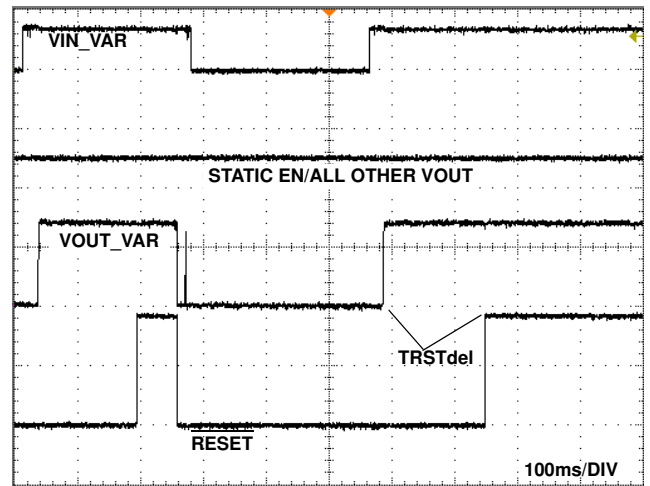 VIN_VAR
STATIC EN/ALL OTHER VOUT
VOUT_VAR
TRSTdel
RESET
100ms/DIV